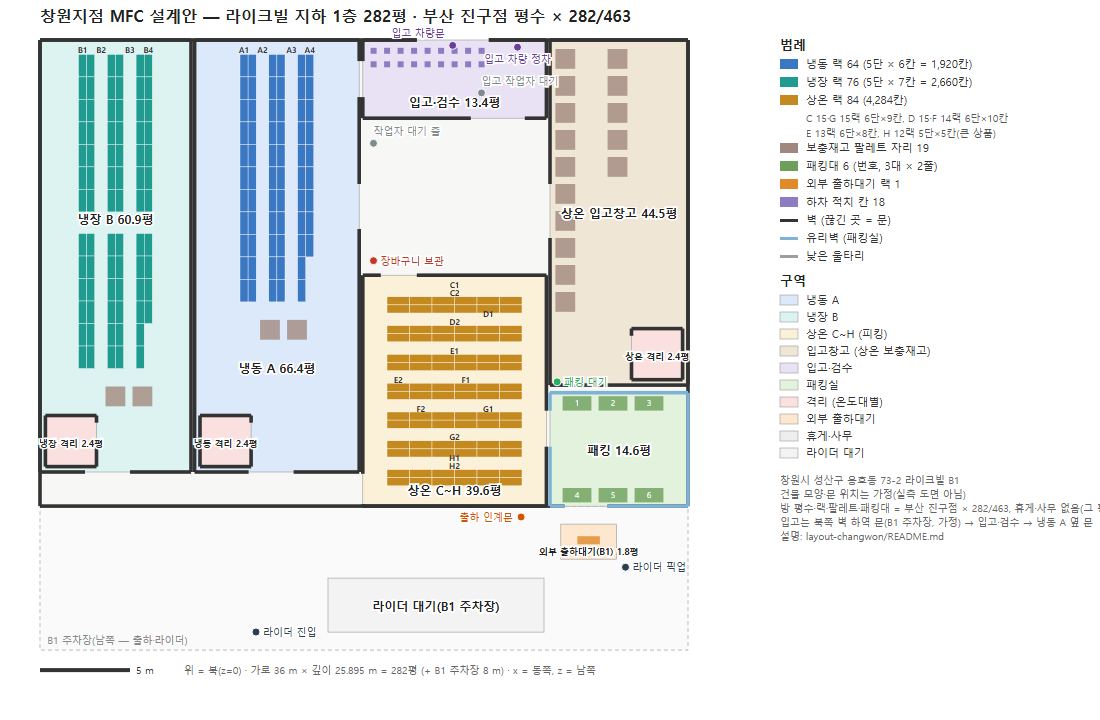 창원지점 MFC 설계안 — 라이크빌 지하 1층 282평 · 부산 진구점 평수 × 282/463
입고 차량문
B1 B2 B3 B4
A1 A2 A3 A4
입고 차량 정차
입고 작업자 대기
입고·검수 13.4평
작업자 대기 줄
냉장 B 60.9평
상온 입고창고 44.5평
장바구니 보관
C1
C2
D1
D2
E1
E2
F1
F2
G1
G2
H1
H2
냉동 A 66.4평
상온 격리 2.4평
패킹 대기
1 2 3
냉장 격리 2.4평
냉동 격리 2.4평
패킹 14.6평
상온 C~H 39.6평
4 5 6
출하 인계문
외부 출하대기(B1) 1.8평
라이더 픽업
라이더 대기(B1 주차장)
라이더 진입
B1 주차장(남쪽 — 출하·라이더)
5 m
위 = 북(z=0) · 가로 36 m × 깊이 25.895 m = 282평 (+ B1 주차장 8 m) · x = 동쪽, z = 남쪽
범례
냉동 랙 64 (5단 × 6칸 = 1,920칸)
냉장 랙 76 (5단 × 7칸 = 2,660칸)
상온 랙 84 (4,284칸)
C 15·G 15랙 6단×9칸, D 15·F 14랙 6단×10칸
E 13랙 6단×8칸, H 12랙 5단×5칸(큰 상품)
보충재고 팔레트 자리 19
패킹대 6 (번호, 3대 × 2줄)
외부 출하대기 랙 1
하차 적치 칸 18
벽 (끊긴 곳 = 문)
유리벽 (패킹실)
낮은 울타리
구역
냉동 A
냉장 B
상온 C~H (피킹)
입고창고 (상온 보충재고)
입고·검수
패킹실
격리 (온도대별)
외부 출하대기
휴게·사무
라이더 대기
창원시 성산구 용호동 73-2 라이크빌 B1
건물 모양·문 위치는 가정(실측 도면 아님)
방 평수·랙·팔레트·패킹대 = 부산 진구점 × 282/463, 휴게·사무 없음(그
입고는 북쪽 벽 하역 문(B1 주차장, 가정) → 입고·검수 → 냉동 A 옆 문
설명: layout-changwon/README.md